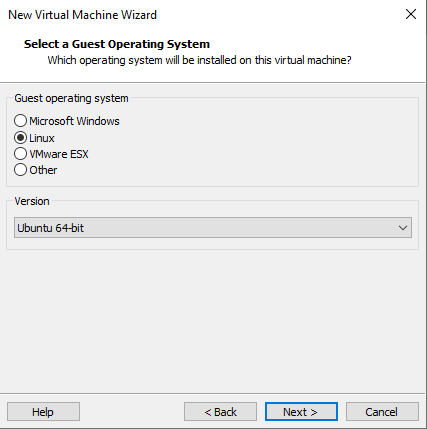 New Virtual Machine Wizard
Select a Guest Operating System
Which operating system will be installed on this virtual machine?
Guest operating system
Microsoft Windows
Linux
VMware ESX
Other
Version
Ubuntu 64-bit
Help
< Back
Next >
Cancel